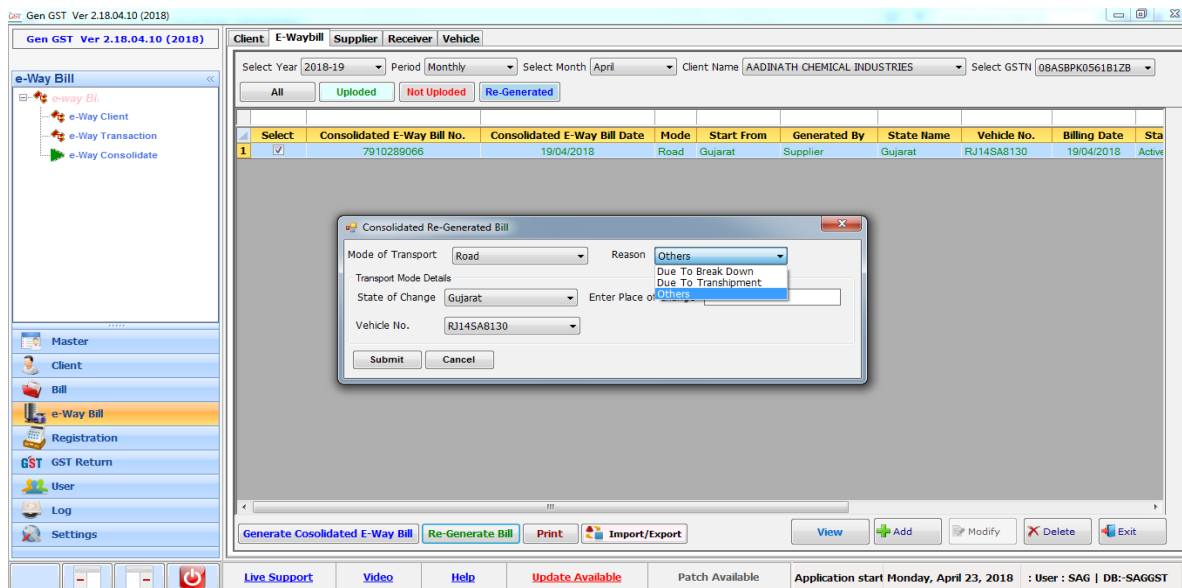 GST Gen GST Ver 2.18.04.10 (2018)
Gen GST Ver 2.18.04.10 (2018)
Client E-Waybill Supplier Receiver Vehicle
Select Year 2018-19 Period Monthly Select Month April Client Name AADINATH CHEMICAL INDUSTRIES Select GSTN 08ASBPK0561B1ZB
e-Way Bill
All Uploded Not Uploded Re-Generated
e-way Bi
e-Way Client
e-Way Transaction
e-Way Consolidate
Select Consolidated E-Way Bill No. Consolidated E-Way Bill Date Mode Start From Generated By State Name Vehicle No. Billing Date Sta
1 7910289066 19/04/2018 Road Gujarat Supplier Gujarat RJ14SA8130 19/04/2018 Active
Consolidated Re-Generated Bill
Mode of Transport Road Reason Others
Due To Break Down
Due To Transhipment
Others
Transport Mode Details
State of Change Gujarat Enter Place of Change
Vehicle No. RJ14SA8130
Submit Cancel
Master
Client
Bill
e-Way Bill
Registration
GST GST Return
User
Log
Settings
Generate Cosolidated E-Way Bill Re-Generate Bill Print Import/Export View Add Modify Delete Exit
Live Support Video Help Update Available Patch Available Application start Monday, April 23, 2018 : User : SAG | DB:-SAGGST